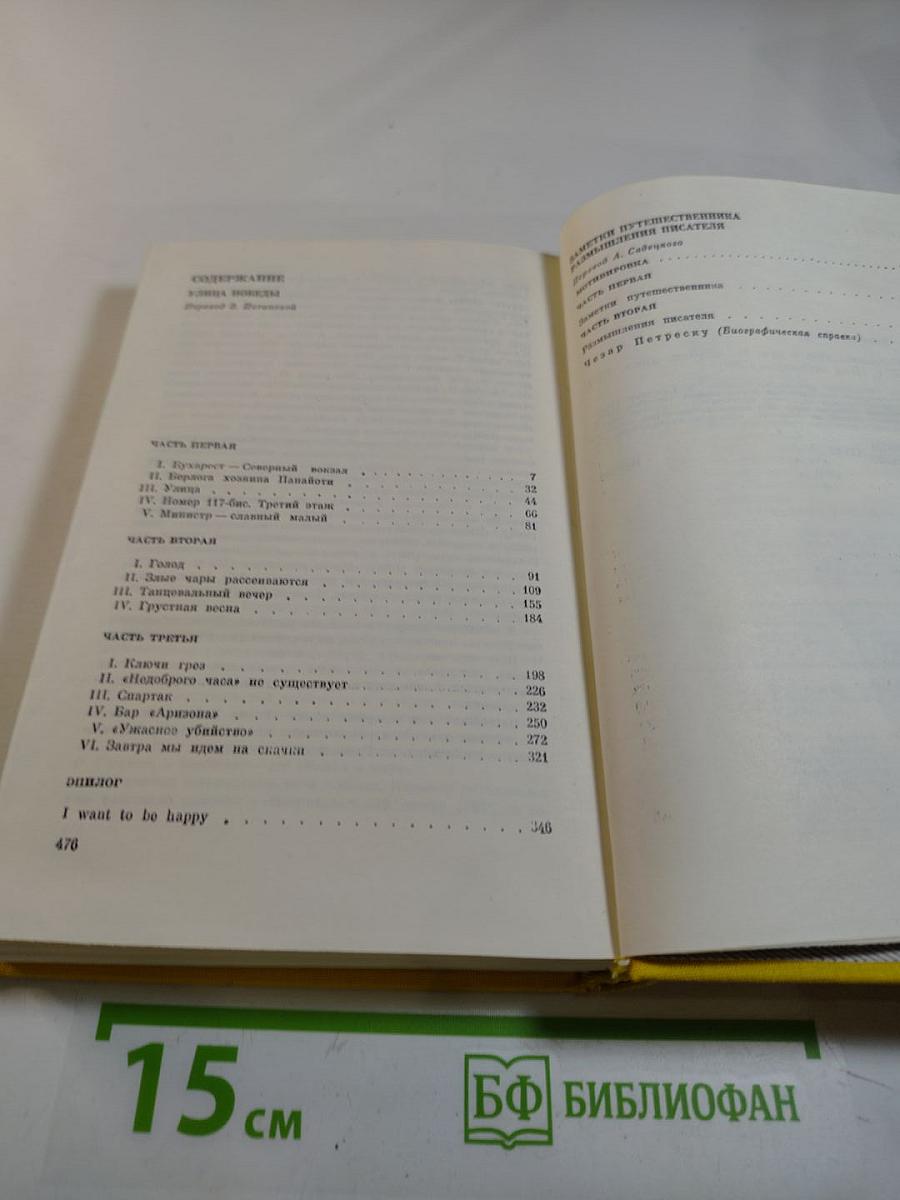 СОДЕРЖАНИЕ
УЛИЦА ПОБЕДЫ
Перевод В. Потанской
ЧАСТЬ ПЕРВАЯ
I. Бухарест — Северный вокзал . . . . . . . . . . . . 7
II. Берлога хозяина Панайоти . . . . . . . . . . . . 32
III. Улица . . . . . . . . . . . . . . . . . . 44
IV. Номер 117-бис. Третий этаж . . . . . . . . . . . . 66
V. Министр — славный малый . . . . . . . . . . . . 81
ЧАСТЬ ВТОРАЯ
I. Голод . . . . . . . . . . . . . . . . . . 91
II. Злые чары рассеиваются . . . . . . . . . . . . 109
III. Танцевальный вечер . . . . . . . . . . . . . . 155
IV. Грустная весна . . . . . . . . . . . . . . . 184
ЧАСТЬ ТРЕТЬЯ
I. Ключи грез . . . . . . . . . . . . . . . . 198
II. «Недоброго часа» не существует . . . . . . . . . . 226
III. Спартак . . . . . . . . . . . . . . . . . 232
IV. Бар «Аризона» . . . . . . . . . . . . . . . 250
V. «Ужасное убийство» . . . . . . . . . . . . . 272
VI. Завтра мы идем на скачки . . . . . . . . . . . 321
ЭПИЛОГ
I want to be happy . . . . . . . . . . . . . . 346
476
ЗАМЕТКИ ПУТЕШЕСТВЕННИКА
РАЗМЫШЛЕНИЯ ПИСАТЕЛЯ
Перевод А. Садецкого
МОТИВИРОВКА . . . . . . . . . . . . . .
ЧАСТЬ ПЕРВАЯ
Заметки путешественника . . . . . . . . . .
ЧАСТЬ ВТОРАЯ
Размышления писателя . . . . . . . . . . .
Чезар Петреску (Биографическая справка) . . .
15 см
БФ БИБЛИОФАН